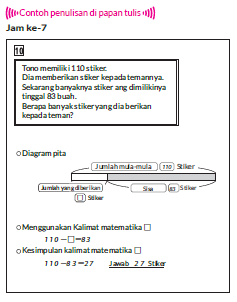 Contoh penulisan di papan tulis
Jam ke-7
10
Tono memiliki 110 stiker.
Dia memberikan stiker kepada temannya.
Sekarang banyaknya stiker ang dimilikinya
tinggal 83 buah.
Berapa banyak stiker yang dia berikan
kepada teman?
Diagram pita
Jumlah mula-mula 110 Stiker
Jumlah yang diberikan Sisa 83 Stiker
Stiker
Menggunakan Kalimat matematika
110 - □ = 83
Kesimpulan kalimat matematika
110 - 83 = 27 Jawab 27 Stiker